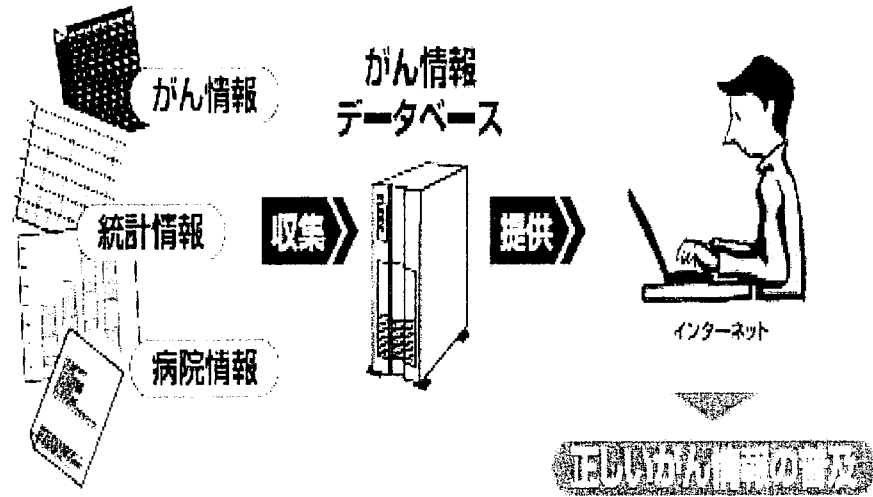 がん情報
統計情報
病院情報
収集
がん情報
データベース
提供
インターネット
正しいがん情報の普及